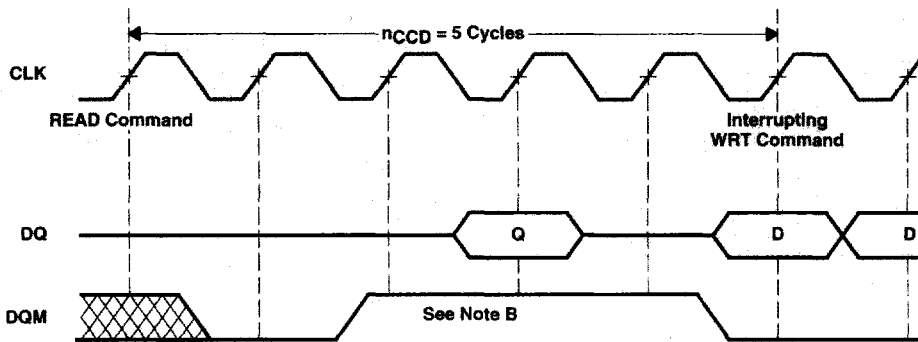 nCCD = 5 Cycles
CLK
READ Command
Interrupting
WRT Command
DQ
Q
D
D
DQM
See Note B